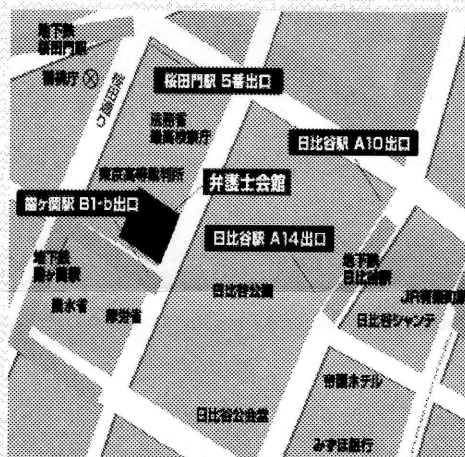 地下鉄
桜田門駅
警視庁
桜田通り
桜田門駅 5番出口
法務省
最高検察庁
日比谷駅 A10出口
東京高等裁判所
弁護士会館
霞ヶ関駅 B1-b出口
日比谷駅 A14出口
地下鉄
霞ヶ関駅
地下鉄
日比谷駅
日比谷公園
JR有楽町駅
農水省
厚労省
日比谷シャンテ
帝国ホテル
日比谷公会堂
みずほ銀行